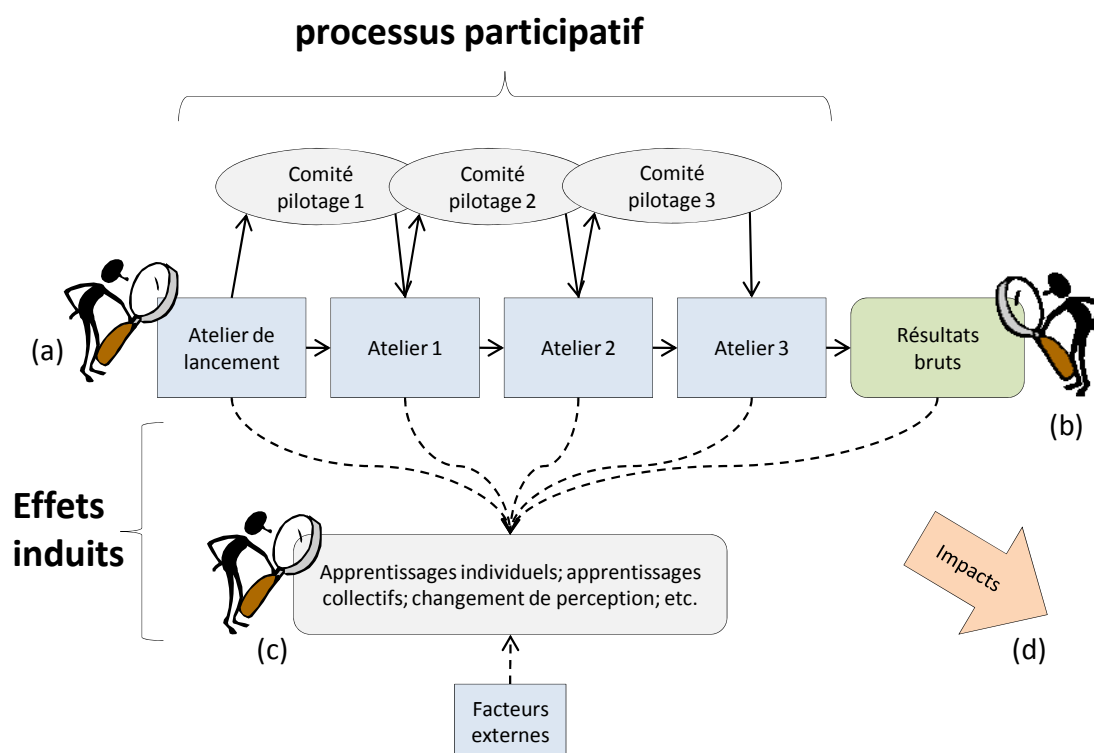 processus participatif
Comité
pilotage 1
Comité
pilotage 2
Comité
pilotage 3
(a)
Atelier de
lancement
Atelier 1
Atelier 2
Atelier 3
Résultats
bruts
(b)
Effets
induits
Apprentissages individuels; apprentissages
collectifs; changement de perception; etc.
(c)
Impacts
(d)
Facteurs
externes